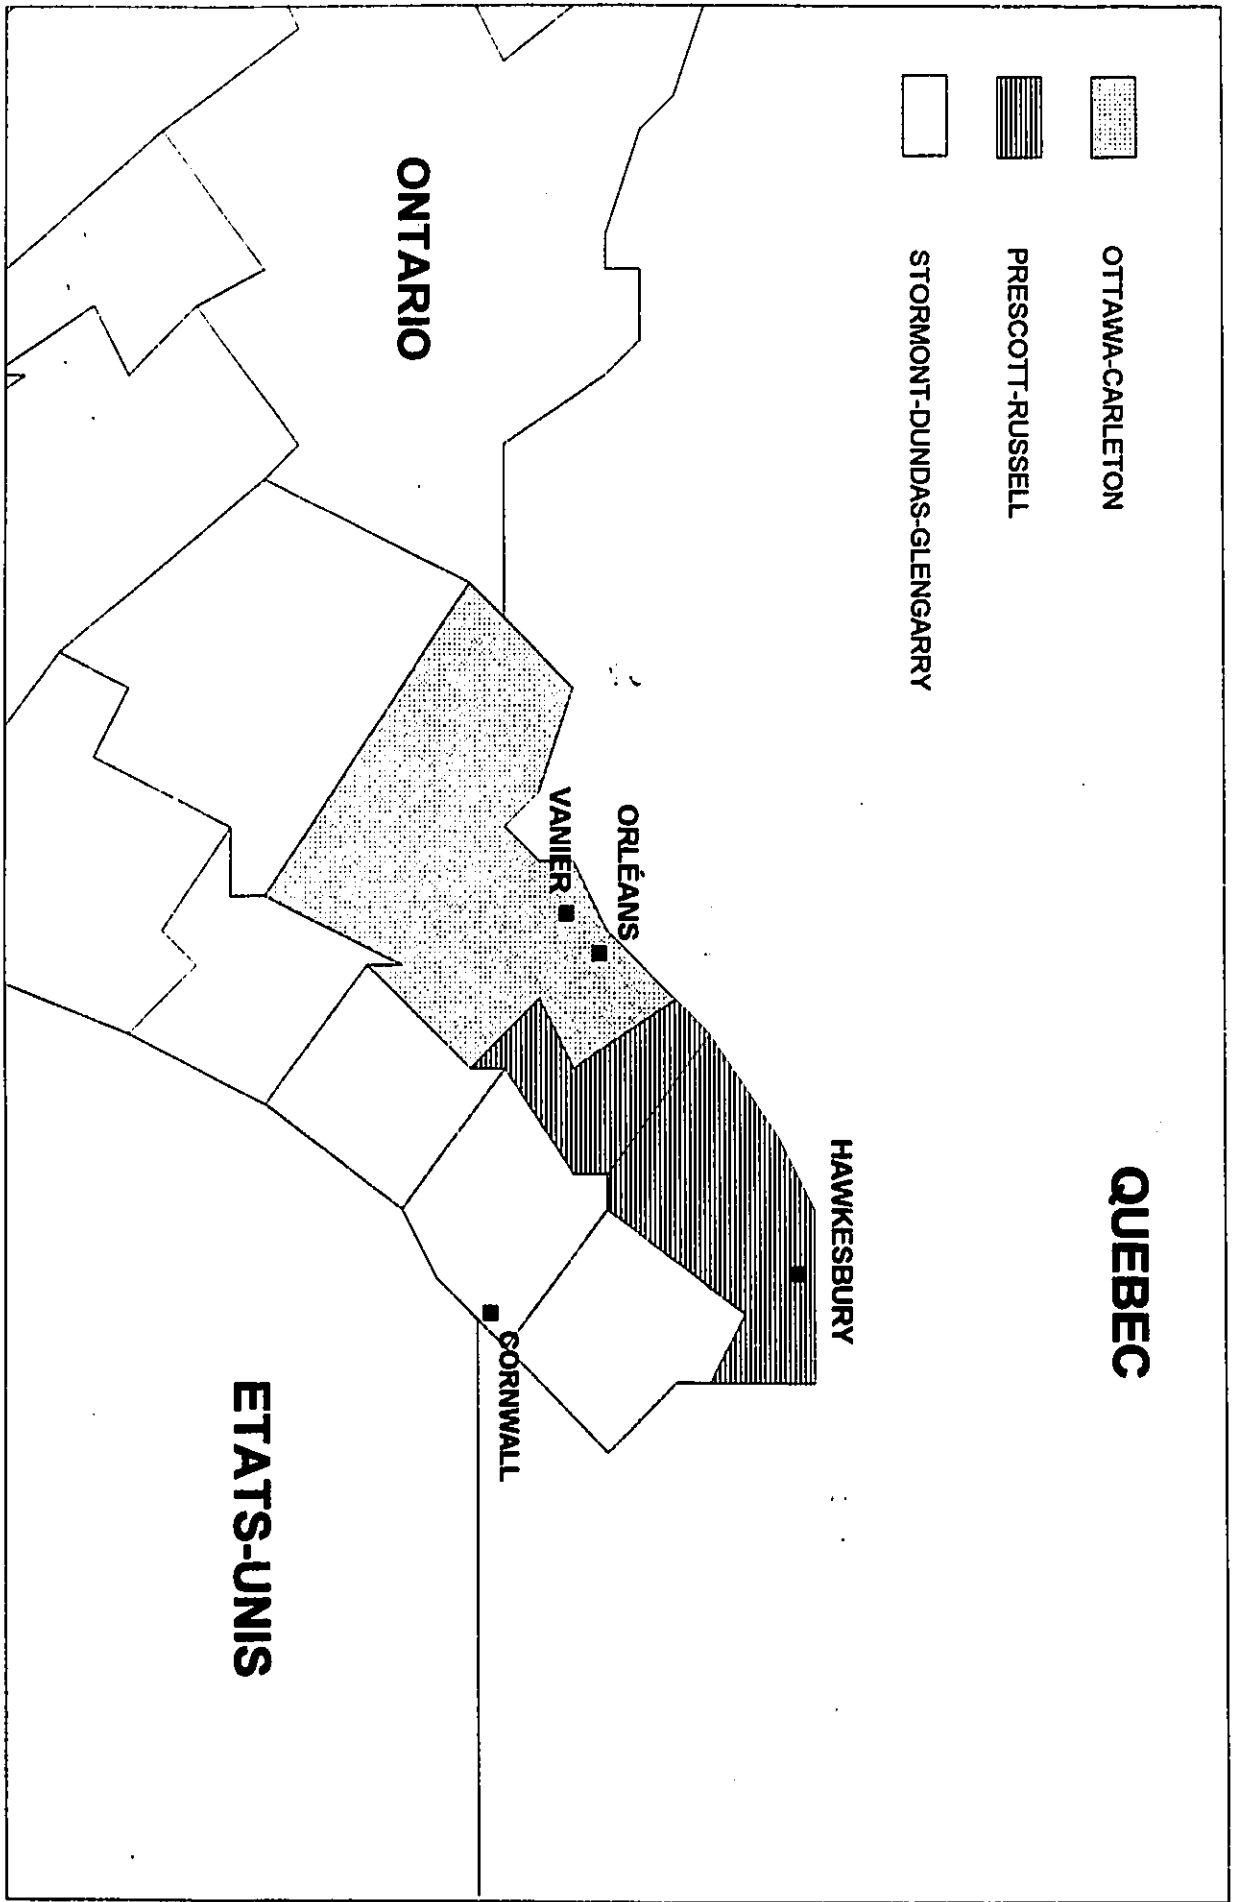 OTTAWA-CARLETON
PRESCOTT-RUSSELL
STORMONT-DUNDAS-GLENGARRY
QUEBEC
HAWKESBURY
ORLÉANS
VANIER
CORNWALL
ONTARIO
ETATS-UNIS